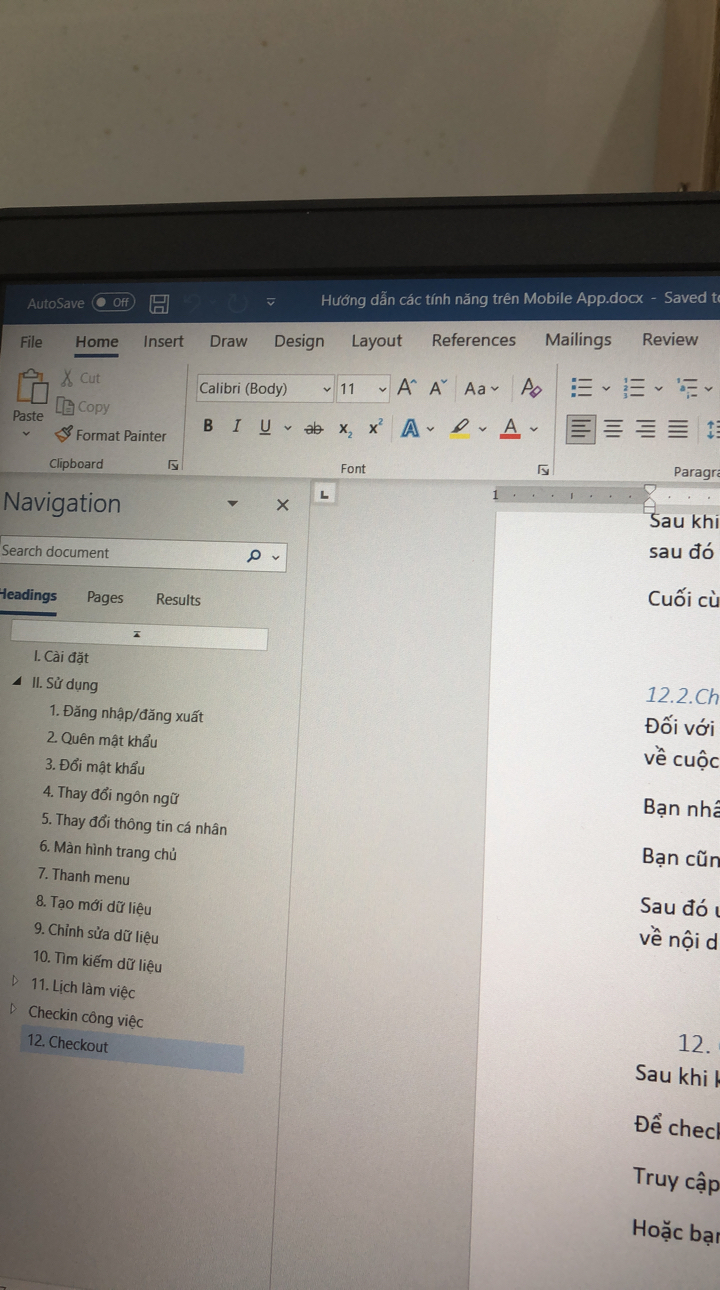 AutoSave Off Hướng dẫn các tính năng trên Mobile App.docx - Saved to
File Home Insert Draw Design Layout References Mailings Review
Paste
Cut
Copy
Format Painter
Clipboard
Calibri (Body) 11 A A Aa A
B I U ab x2 x2 A A
Font
Paragra
Navigation
Search document
Headings Pages Results
I. Cài đặt
II. Sử dụng
1. Đăng nhập/đăng xuất
2. Quên mật khẩu
3. Đổi mật khẩu
4. Thay đổi ngôn ngữ
5. Thay đổi thông tin cá nhân
6. Màn hình trang chủ
7. Thanh menu
8. Tạo mới dữ liệu
9. Chỉnh sửa dữ liệu
10. Tìm kiếm dữ liệu
11. Lịch làm việc
Checkin công việc
12. Checkout
L
1
Sau khi
sau đó
Cuối cù
12.2.Ch
Đối với
về cuộc
Bạn nhấ
Bạn cũn
Sau đó
về nội d
12.
Sau khi k
Để check
Truy cập
Hoặc bạn